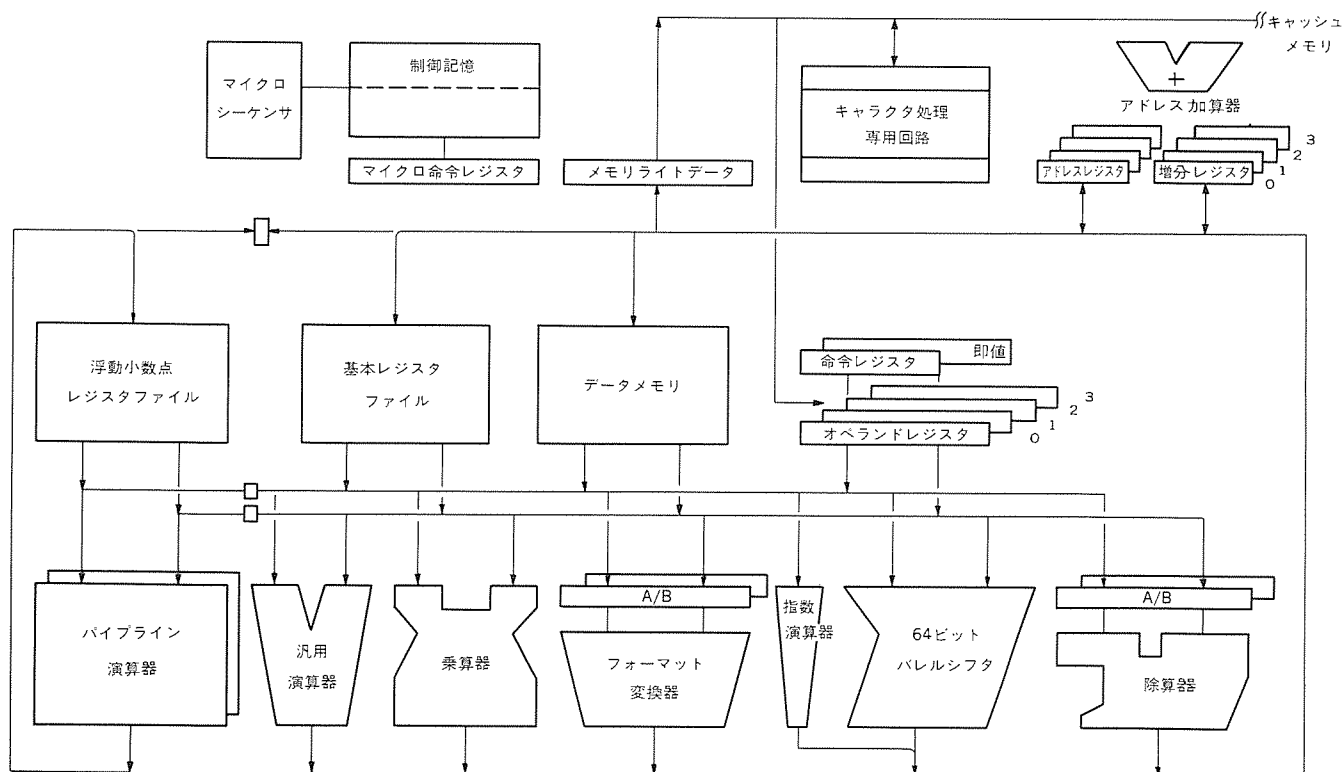 キャッシュ
メモリ
マイクロ
シーケンサ
制御記憶
マイクロ命令レジスタ
メモリライトデータ
キャラクタ処理
専用回路
+
アドレス加算器
アドレスレジスタ
増分レジスタ
0
1
2
3
浮動小数点
レジスタファイル
基本レジスタ
ファイル
データメモリ
命令レジスタ
即値
オペランドレジスタ
0
1
2
3
パイプライン
演算器
汎用
演算器
乗算器
A/B
フォーマット
変換器
指数
演算器
64ビット
バレルシフタ
A/B
除算器